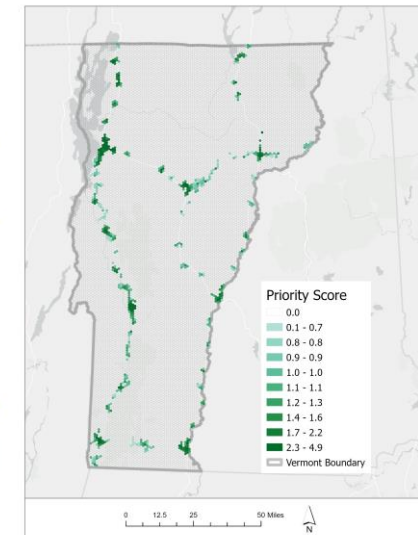 Priority Score
0.0
0.1 - 0.7
0.8 - 0.8
0.9 - 0.9
1.0 - 1.0
1.1 - 1.1
1.2 - 1.3
1.4 - 1.6
1.7 - 2.2
2.3 - 4.9
Vermont Boundary
0 12.5 25 50 Miles
N